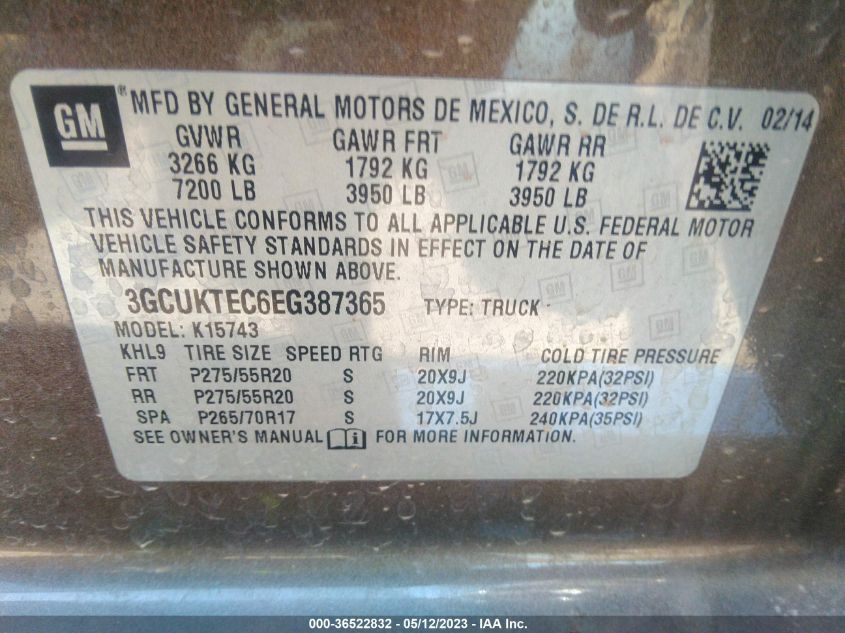 GM® MFD BY GENERAL MOTORS DE MEXICO, S. DE R.L. DE C.V. 02/14
GVWR GAWR FRT GAWR RR
3266 KG 1792 KG 1792 KG
7200 LB 3950 LB 3950 LB
THIS VEHICLE CONFORMS TO ALL APPLICABLE U.S. FEDERAL MOTOR
VEHICLE SAFETY STANDARDS IN EFFECT ON THE DATE OF
MANUFACTURE SHOWN ABOVE.
3GCUKTEC6EG387365 TYPE: TRUCK
MODEL: K15743
KHL9 TIRE SIZE SPEED RTG RIM COLD TIRE PRESSURE
FRT P275/55R20 S 20X9J 220KPA(32PSI)
RR P275/55R20 S 20X9J 220KPA(32PSI)
SPA P265/70R17 S 17X7.5J 240KPA(35PSI)
SEE OWNER'S MANUAL i FOR MORE INFORMATION.
000-36522832 - 05/12/2023 - IAA Inc.